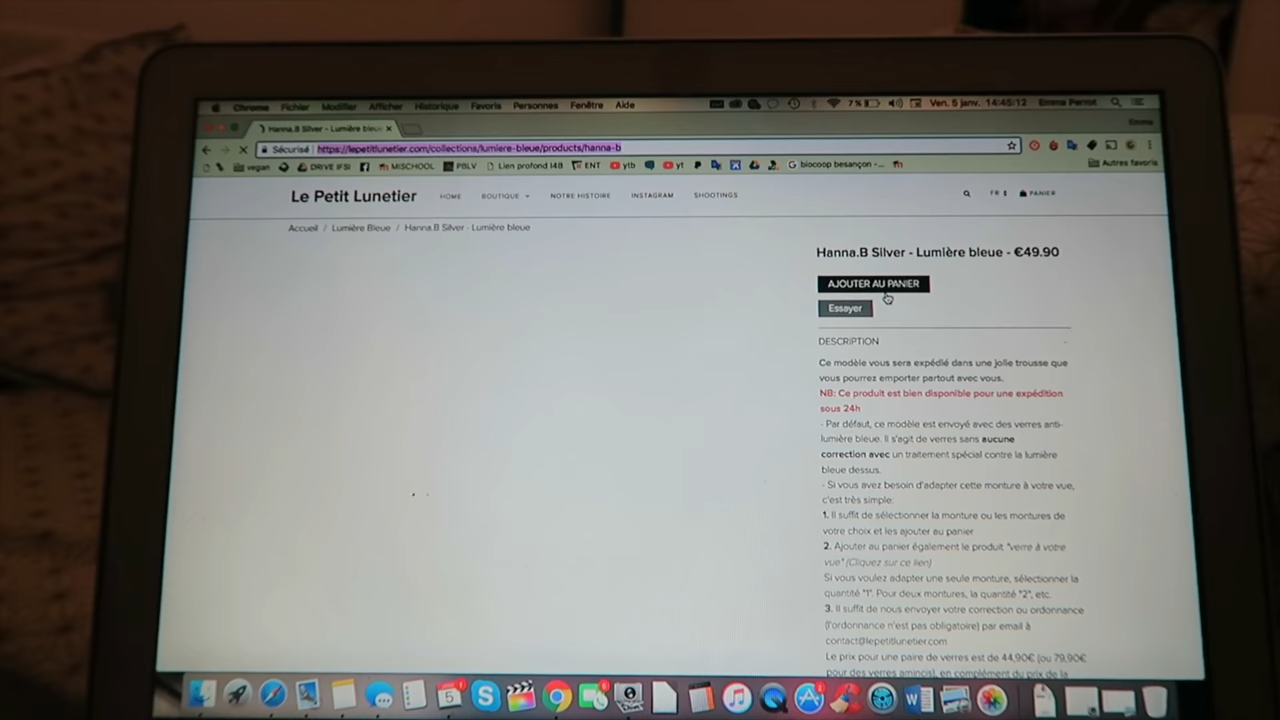 Chrome Fichier Modifier Afficher Historique Favoris Personnes Fenêtre Aide 7 % Ven. 5 janv. 14:45:12 Emma Perrot
Hanna.B Silver - Lumière bleue Emma
Sécurisé https://lepetitlunetier.com/collections/lumiere-bleue/products/hanna-b
vegan DRIVE IFSI MISCHOOL PBLV Lien profond 148 ENT ytb yt biocoop besançon -... Autres favoris
Le Petit Lunetier HOME BOUTIQUE NOTRE HISTOIRE INSTAGRAM SHOOTINGS FR PANIER
Accueil / Lumière Bleue / Hanna.B Silver - Lumière bleue
Hanna.B Silver - Lumière bleue - €49.90
AJOUTER AU PANIER
Essayer
DESCRIPTION -
Ce modèle vous sera expédié dans une jolie trousse que
vous pourrez emporter partout avec vous.
NB: Ce produit est bien disponible pour une expédition
sous 24h
- Par défaut, ce modèle est envoyé avec des verres anti-
lumière bleue. Il s'agit de verres sans aucune
correction avec un traitement spécial contre la lumière
bleue dessus.
- Si vous avez besoin d'adapter cette monture à votre vue,
c'est très simple:
1. Il suffit de sélectionner la monture ou les montures de
votre choix et les ajouter au panier
2. Ajouter au panier également le produit "verre à votre
vue" (Cliquez sur ce lien)
Si vous voulez adapter une seule monture, sélectionner la
quantité "1". Pour deux montures, la quantité "2", etc.
3. Il suffit de nous envoyer votre correction ou ordonnance
(l'ordonnance n'est pas obligatoire) par email à
contact@lepetitlunetier.com
Le prix pour une paire de verres est de 44,90€ (ou 79,90€
pour des verres amincis), en complément du prix de la
5